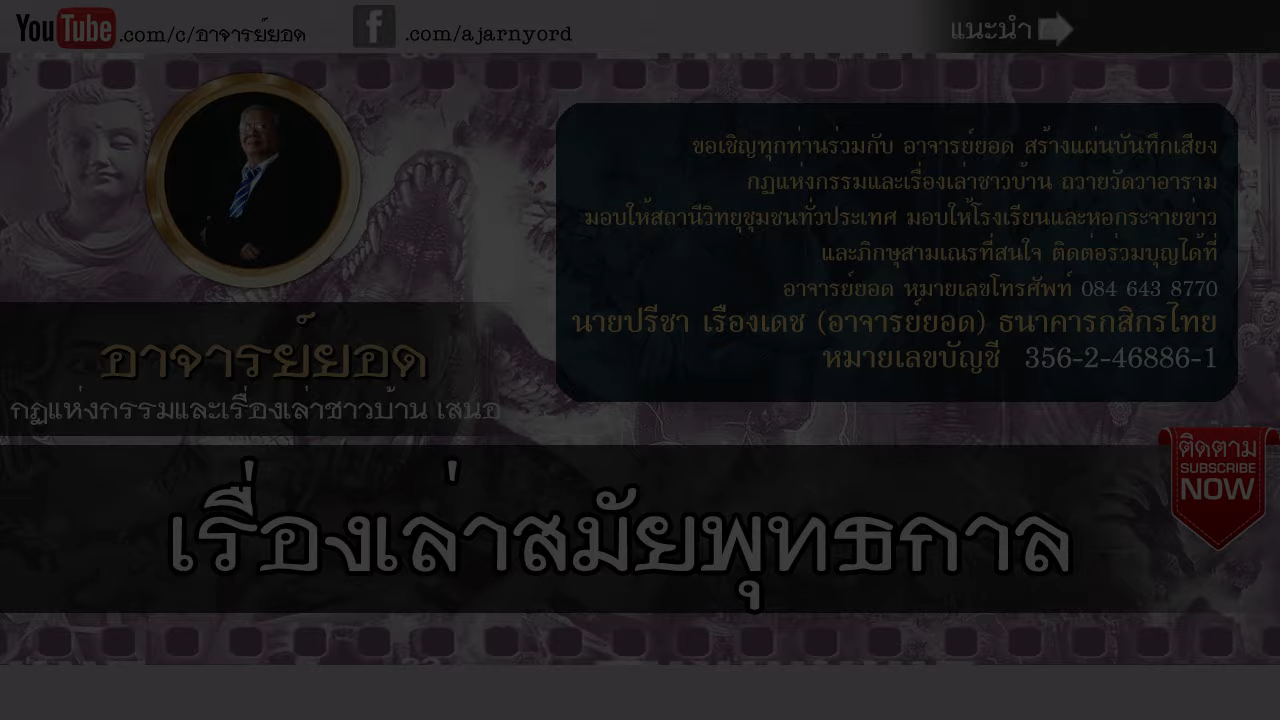 YouTube.com/c/อาจารย์ยอด
f .com/ajarnyord
แนะนำ
ขอเชิญทุกท่านร่วมกับ อาจารย์ยอด สร้างแผ่นบันทึกเสียง
กฏแห่งกรรมและเรื่องเล่าชาวบ้าน ถวายวัดวาอาราม
มอบให้สถานีวิทยุชุมชนทั่วประเทศ มอบให้โรงเรียนและหอกระจายข่าว
และภิกษุสามเณรที่สนใจ ติดต่อร่วมบุญได้ที่
อาจารย์ยอด หมายเลขโทรศัพท์ 084 643 8770
นายปรีชา เรืองเดช (อาจารย์ยอด) ธนาคารกสิกรไทย
หมายเลขบัญชี 356-2-46886-1
อาจารย์ยอด
กฏแห่งกรรมและเรื่องเล่าชาวบ้าน เสนอ
ติดตาม
SUBSCRIBE
NOW
เรื่องเล่าสมัยพุทธกาล